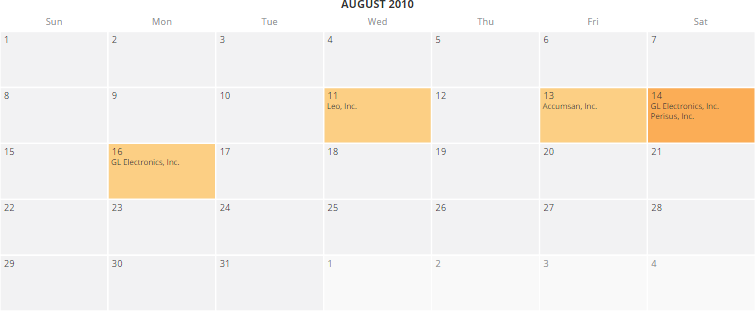 AUGUST 2010
Sun Mon Tue Wed Thu Fri Sat
1 2 3 4 5 6 7
8 9 10 11 12 13 14
Leo, Inc. Accumsan, Inc. GL Electronics, Inc.
Perisus, Inc.
15 16 17 18 19 20 21
GL Electronics, Inc.
22 23 24 25 26 27 28
29 30 31 1 2 3 4